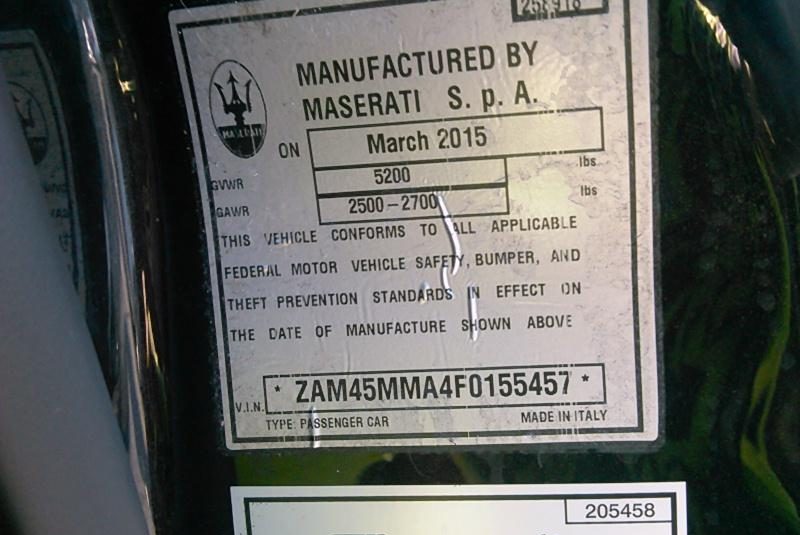 258918
MANUFACTURED BY
MASERATI S. p. A.
MASERATI
ON March 2015
GVWR 5200 lbs
GAWR 2500-2700 lbs
THIS VEHICLE CONFORMS TO ALL APPLICABLE
FEDERAL MOTOR VEHICLE SAFETY, BUMPER, AND
THEFT PREVENTION STANDARDS IN EFFECT ON
THE DATE OF MANUFACTURE SHOWN ABOVE
V.I.N. * ZAM45MMA4F0155457 *
TYPE: PASSENGER CAR MADE IN ITALY
205458